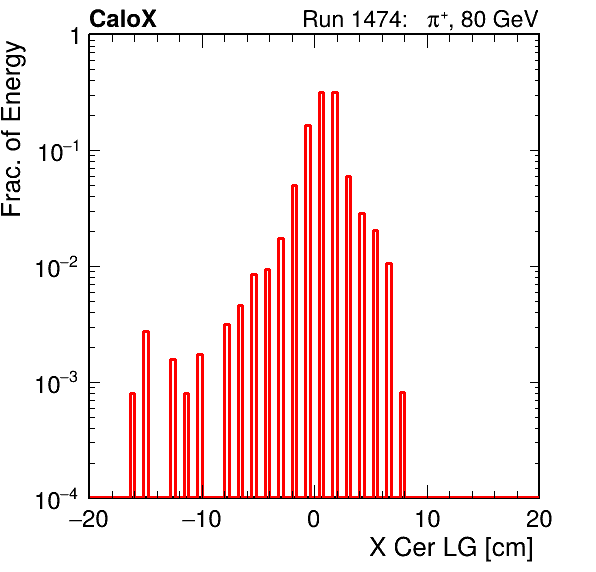 CaloX Run 1474: π⁺, 80 GeV
Frac. of Energy
1
10⁻¹
10⁻²
10⁻³
10⁻⁴
−20 −10 0 10 20
X Cer LG [cm]